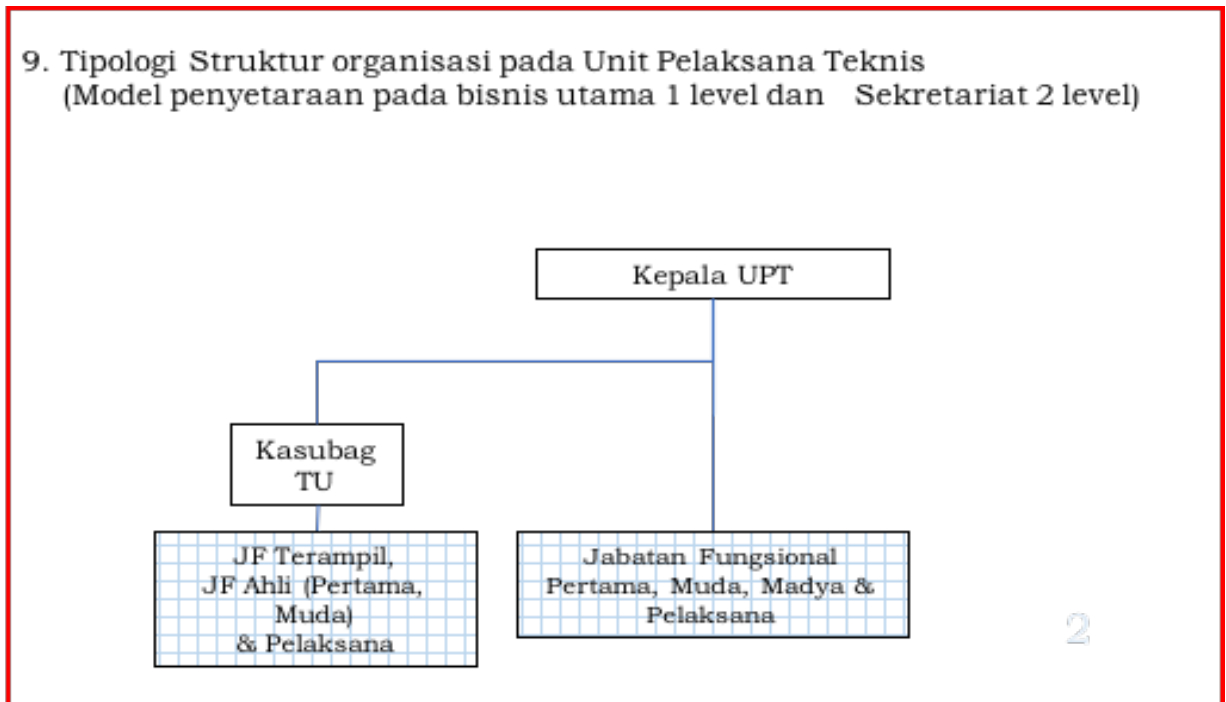 9. Tipologi Struktur organisasi pada Unit Pelaksana Teknis
(Model penyetaraan pada bisnis utama 1 level dan Sekretariat 2 level)
Kepala UPT
Kasubag
TU
JF Terampil,
JF Ahli (Pertama,
Muda)
& Pelaksana
Jabatan Fungsional
Pertama, Muda, Madya &
Pelaksana
2